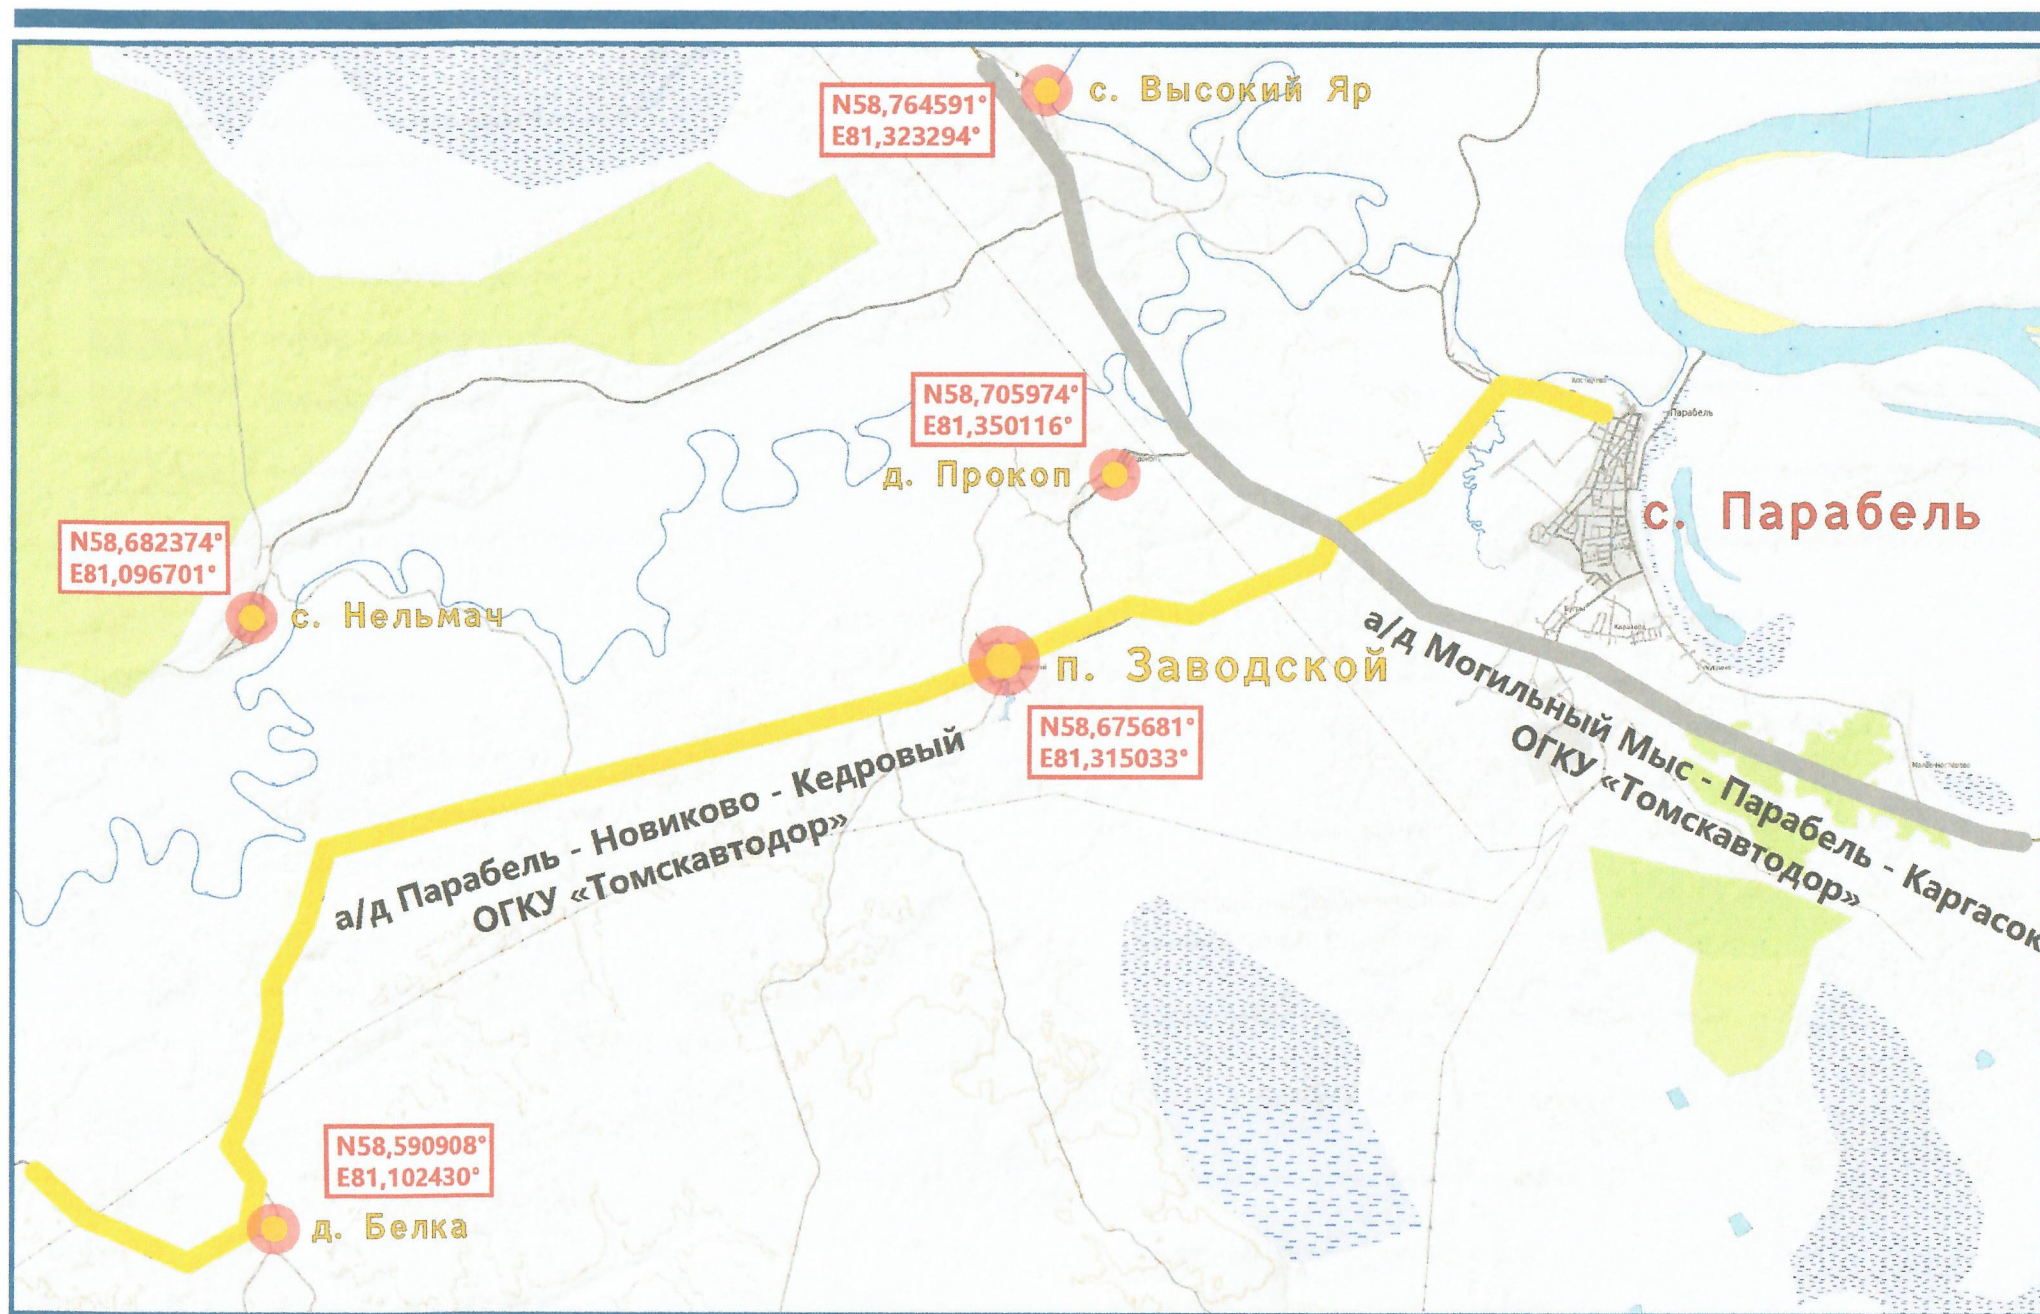 N58,764591°
E81,323294°
с. Высокий Яр
N58,705974°
E81,350116°
д. Прокоп
Парабель
с. Парабель
N58,682374°
E81,096701°
с. Нельмач
п. Заводской
N58,675681°
E81,315033°
а/д Могильный Мыс - Парабель - Каргасок
ОГКУ «Томскавтодор»
а/д Парабель - Новиково - Кедровый
ОГКУ «Томскавтодор»
N58,590908°
E81,102430°
д. Белка